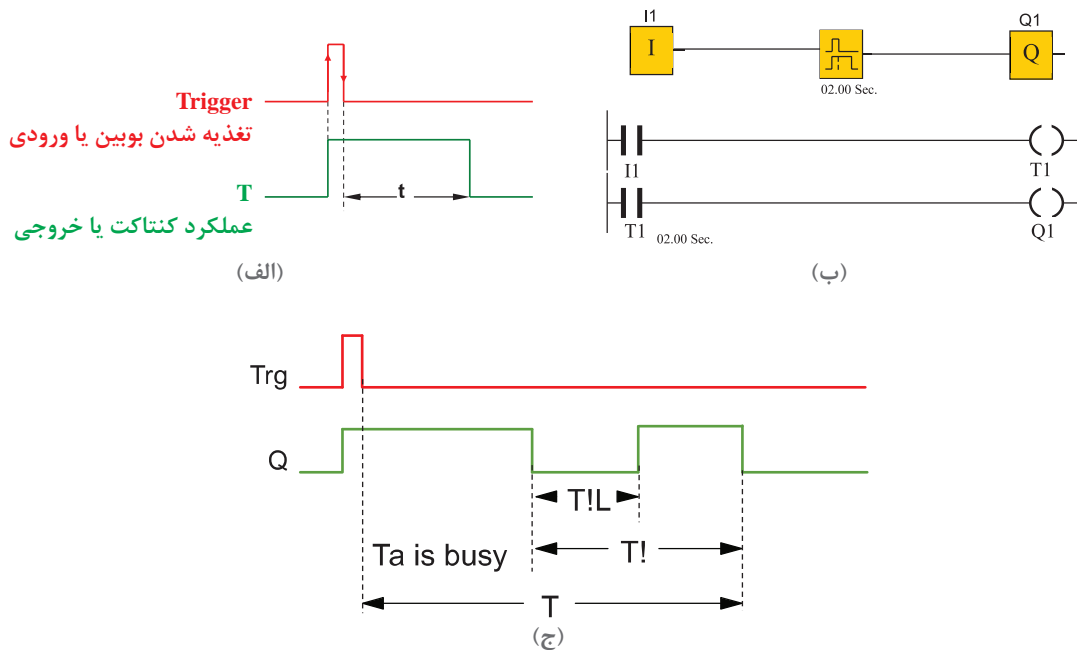 Trigger
تغذیه شدن بوبین یا ورودی
T
t
عملکرد کنتاکت یا خروجی
(الف)
I1
I
Q1
Q
02.00 Sec.
I1
T1
T1
02.00 Sec.
Q1
(ب)
Trg
Q
T!L
Ta is busy
T!
T
(ج)